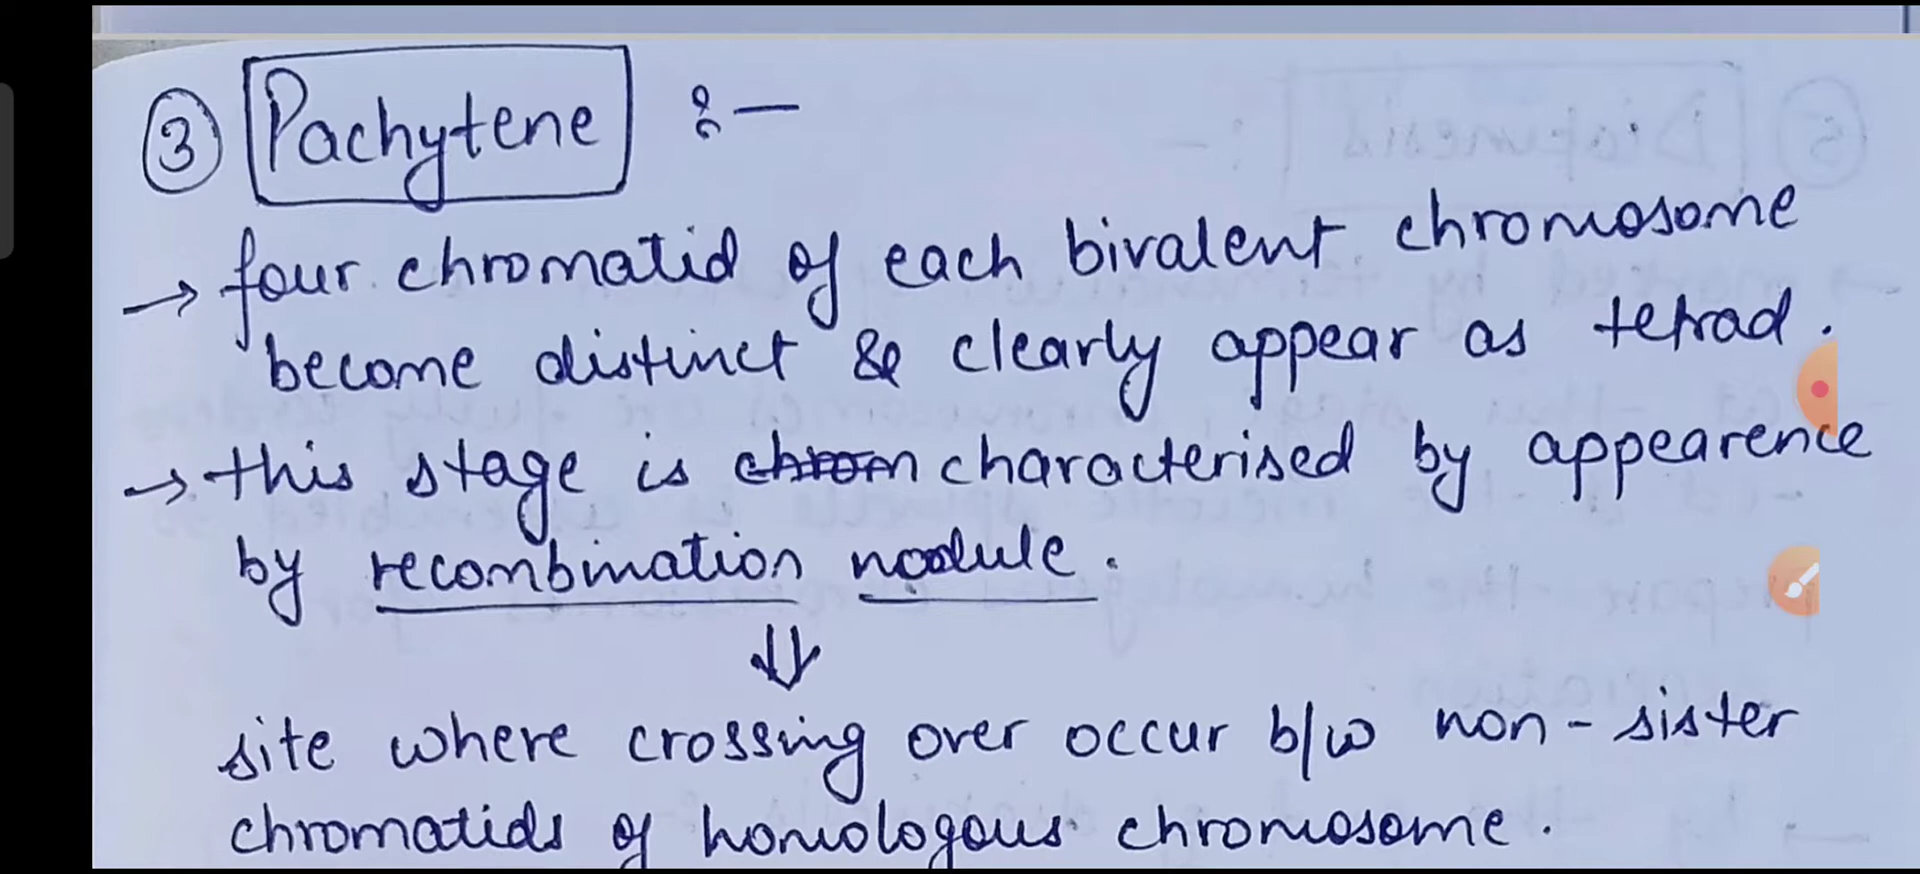 ③ Pachytene :-
→ four chromatid of each bivalent chromosome
become distinct & clearly appear as tetrad.
→ this stage is chrom characterised by appearence
by recombination nodule.
⇓
site where crossing over occur b/w non-sister
chromatids of homologous chromosome.